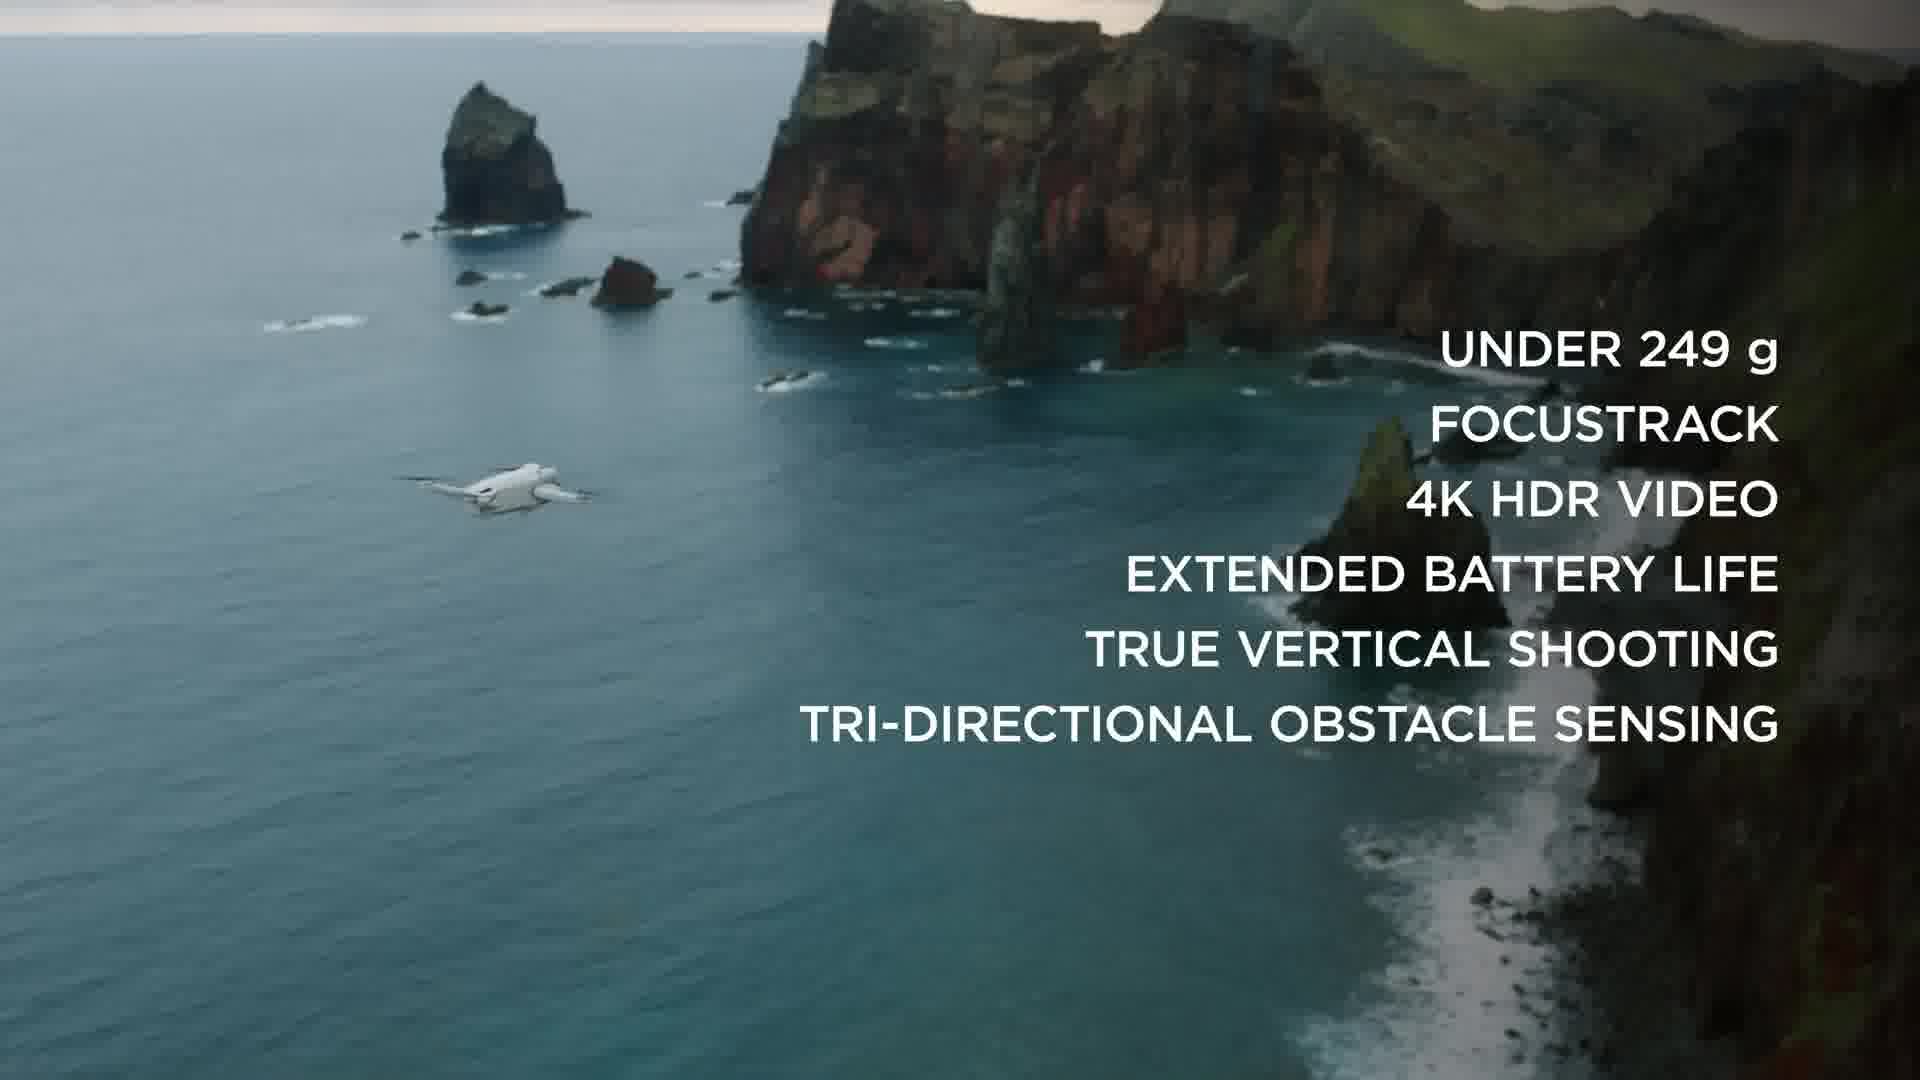 UNDER 249 g
FOCUSTRACK
4K HDR VIDEO
EXTENDED BATTERY LIFE
TRUE VERTICAL SHOOTING
TRI-DIRECTIONAL OBSTACLE SENSING